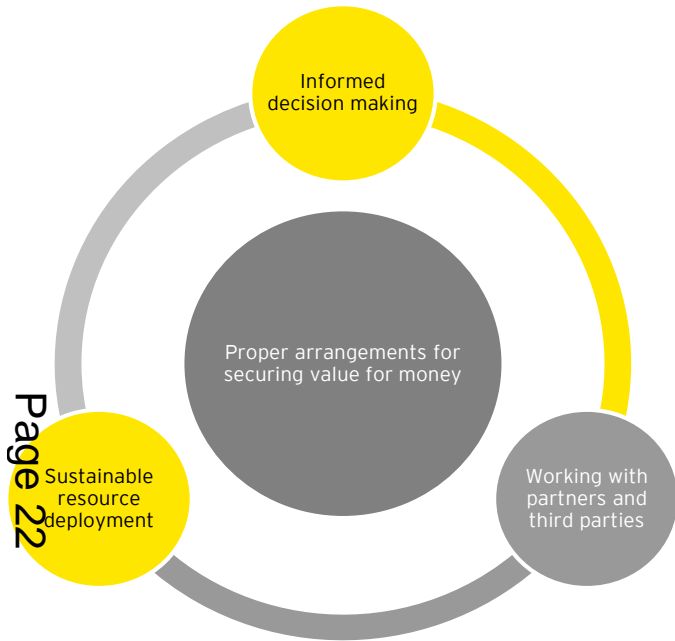 Informed
decision making
Proper arrangements for
securing value for money
Page 22
Sustainable
resource
deployment
Working with
partners and
third parties